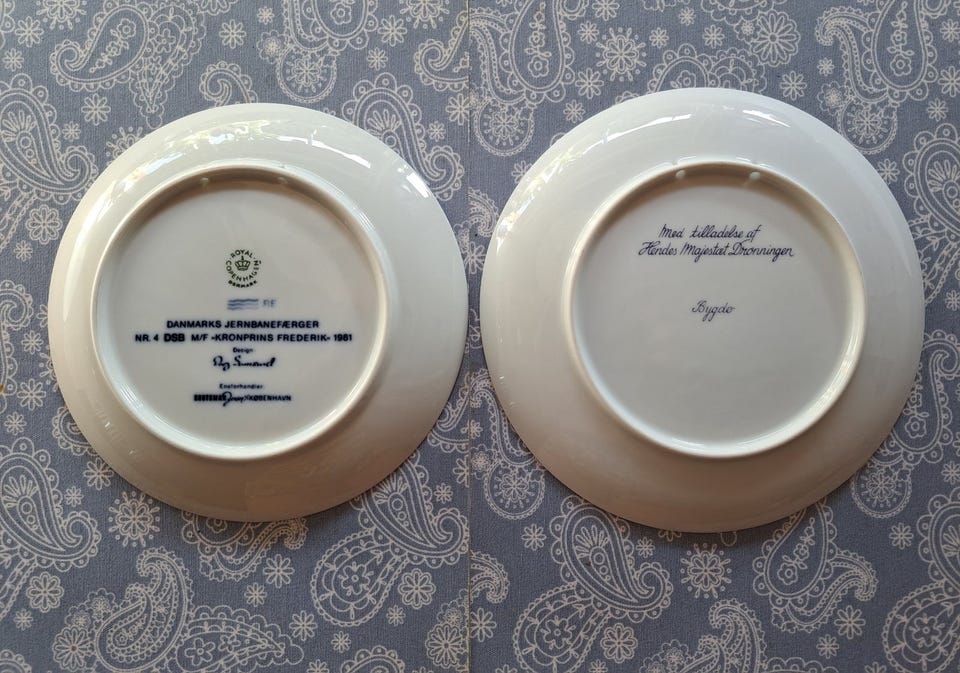 ROYAL
COPENHAGEN
DENMARK
DANMARKS JERNBANEFÆRGER
NR. 4 DSB M/F »KRONPRINS FREDERIK« 1981
Design
Eneforhandler
KØBENHAVN
Med tilladelse af
Hendes Majestæt Dronningen
Bygdo